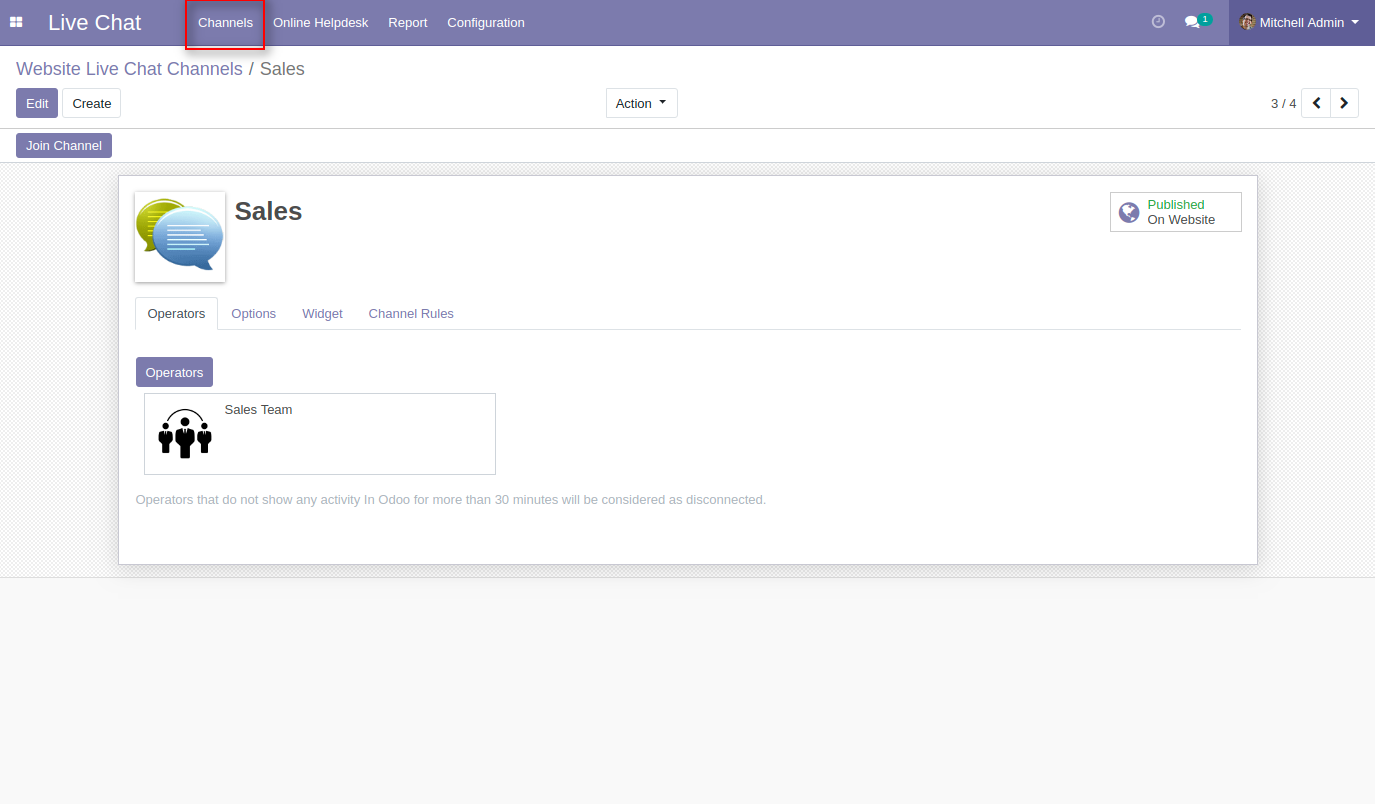 Live Chat Channels Online Helpdesk Report Configuration 1 Mitchell Admin
Website Live Chat Channels / Sales
Edit Create Action 3 / 4
Join Channel
Sales
Published
On Website
Operators Options Widget Channel Rules
Operators
Sales Team
Operators that do not show any activity In Odoo for more than 30 minutes will be considered as disconnected.